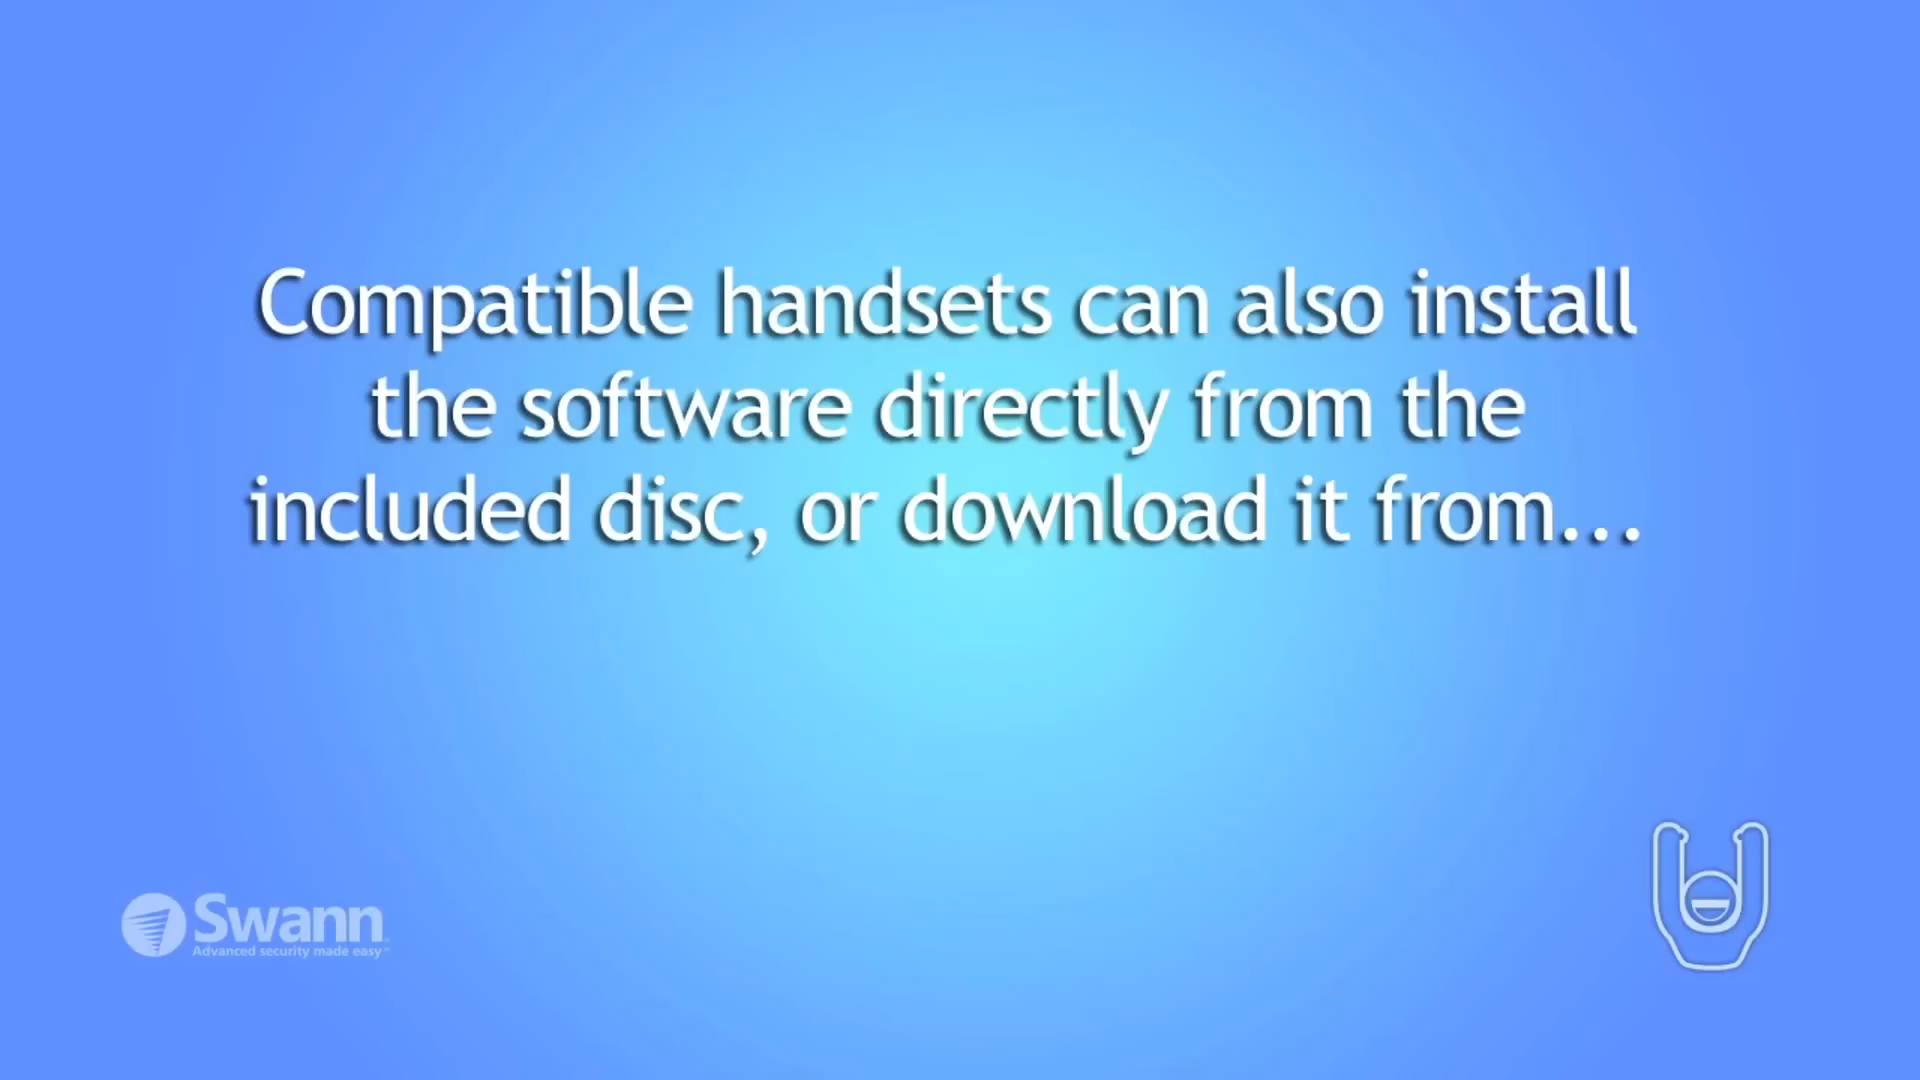 Compatible handsets can also install
the software directly from the
included disc, or download it from...
Swann
Advanced security made easy